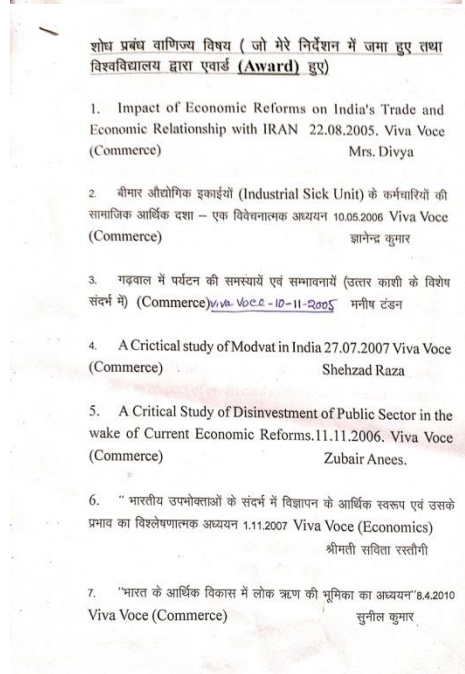 शोध प्रबंध वाणिज्य विषय ( जो मेरे निर्देशन में जमा हुए तथा
विश्वविद्यालय द्वारा एवार्ड (Award) हुए)
1. Impact of Economic Reforms on India's Trade and
Economic Relationship with IRAN 22.08.2005. Viva Voce
(Commerce) Mrs. Divya
2. बीमार औद्योगिक इकाईयों (Industrial Sick Unit) के कर्मचारियों की
सामाजिक आर्थिक दशा – एक विवेचनात्मक अध्ययन 10.05.2006 Viva Voce
(Commerce) ज्ञानेन्द्र कुमार
3. गढ़वाल में पर्यटन की समस्यायें एवं सम्भावनायें (उत्तर काशी के विशेष
संदर्भ में) (Commerce)viva voce -10-11-2005 मनीष टंडन
4. A Crictical study of Modvat in India 27.07.2007 Viva Voce
(Commerce) Shehzad Raza
5. A Critical Study of Disinvestment of Public Sector in the
wake of Current Economic Reforms.11.11.2006. Viva Voce
(Commerce) Zubair Anees.
6. " भारतीय उपभोक्ताओं के संदर्भ में विज्ञापन के आर्थिक स्वरूप एवं उसके
प्रभाव का विश्लेषणात्मक अध्ययन 1.11.2007 Viva Voce (Economics)
श्रीमती सविता रस्तौगी
7. "भारत के आर्थिक विकास में लोक ऋण की भूमिका का अध्ययन"8.4.2010
Viva Voce (Commerce) सुनील कुमार